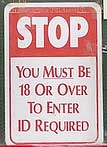 STOP
YOU MUST BE
18 OR OVER
TO ENTER
ID REQUIRED